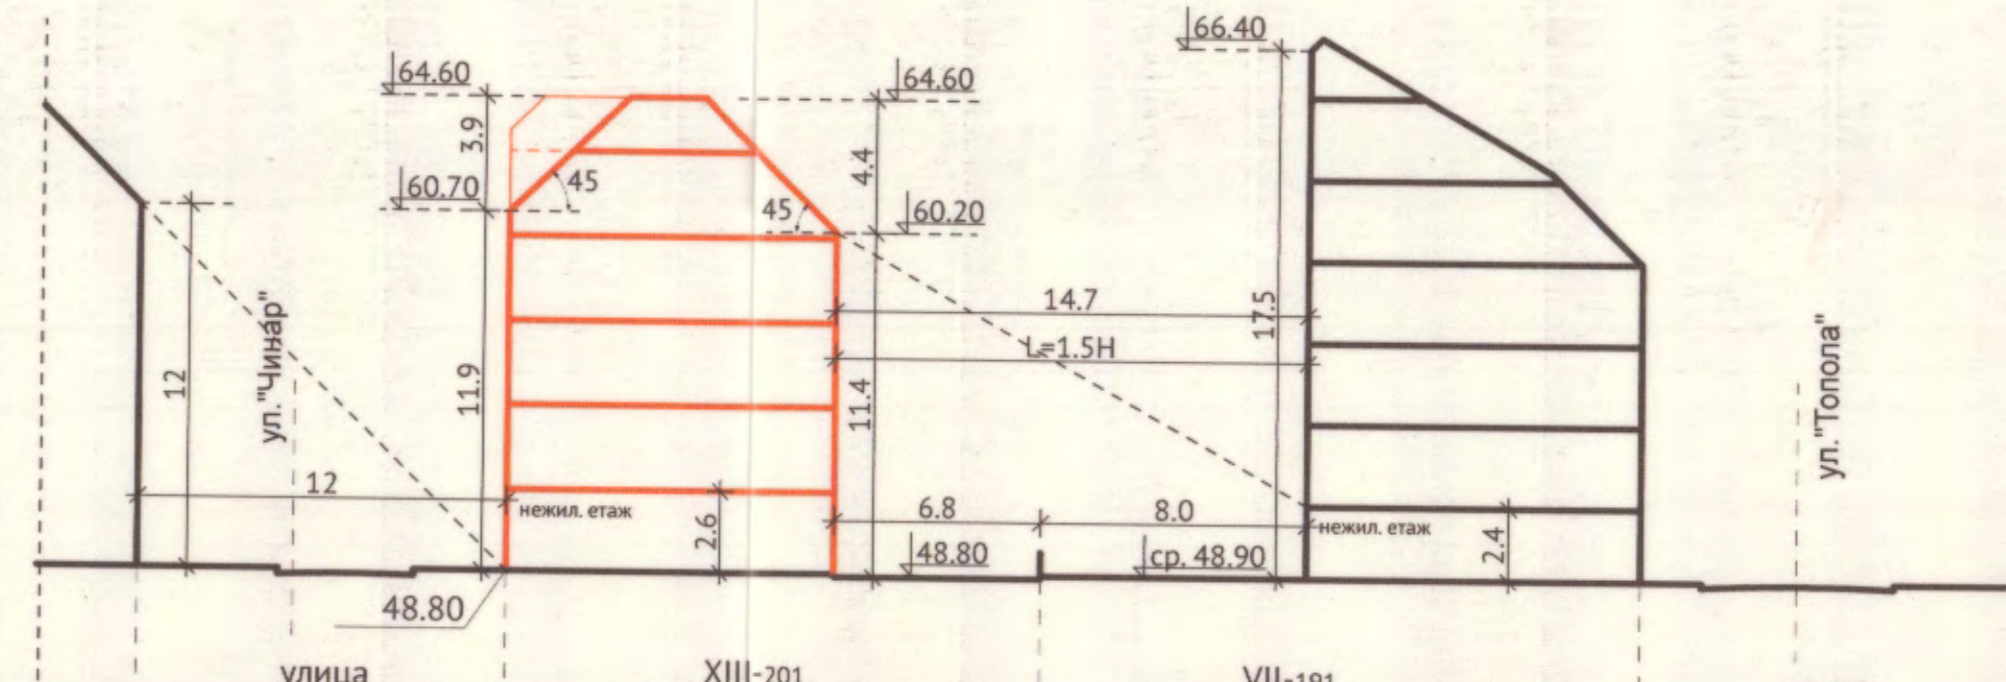 64.60
3.9
60.70
45
45
64.60
4.4
60.20
66.40
12
ул."Чинар"
11.9
12
нежил. етаж
2.6
14.7
L=1.5H
11.4
17.5
6.8
8.0
48.80
ср. 48.90
нежил. етаж
2.4
ул."Топола"
48.80
улица
XIII-201
VII-191